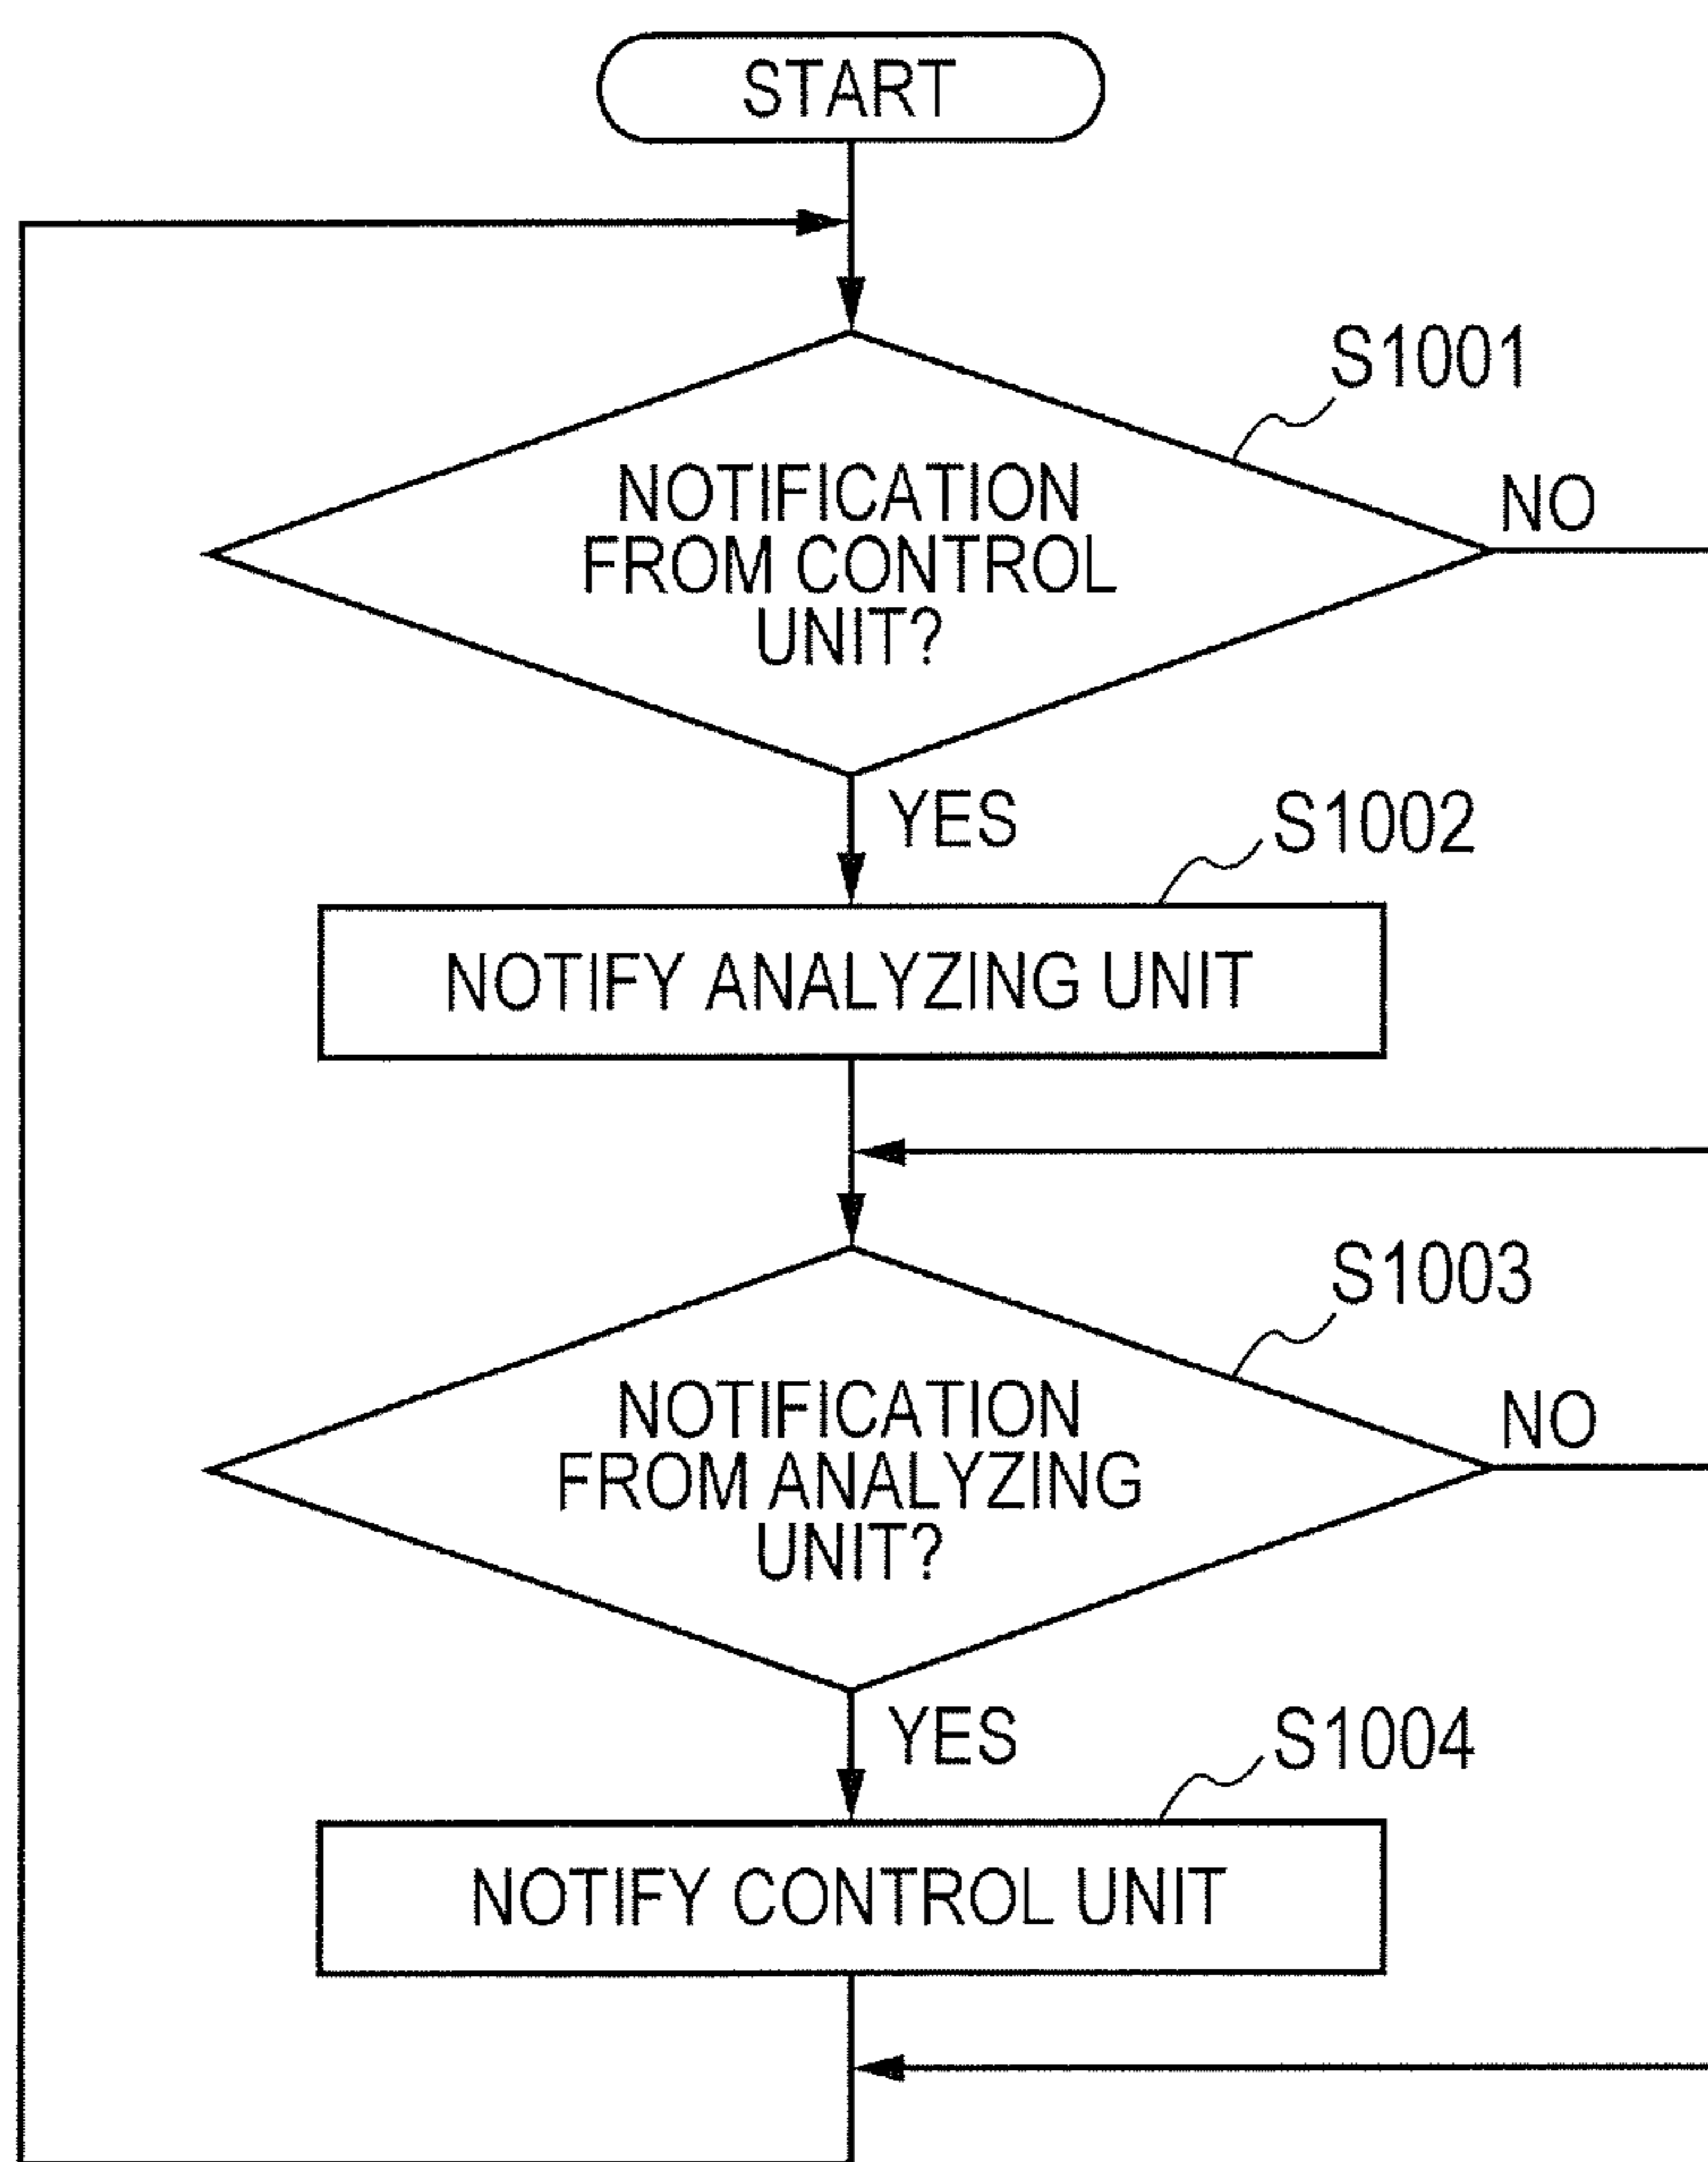 START
S1001
NOTIFICATION
FROM CONTROL
UNIT?
NO
YES
S1002
NOTIFY ANALYZING UNIT
S1003
NOTIFICATION
FROM ANALYZING
UNIT?
NO
YES
S1004
NOTIFY CONTROL UNIT